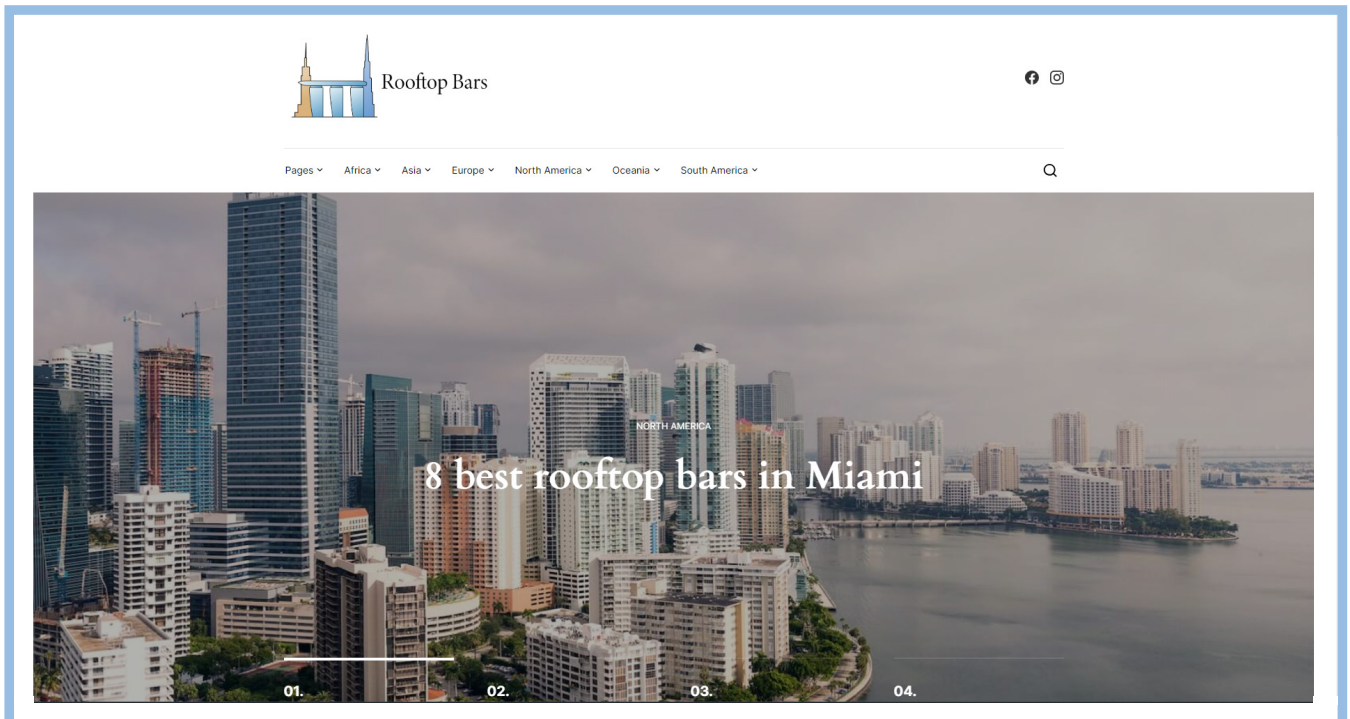 Rooftop Bars
Pages Africa Asia Europe North America Oceania South America
NORTH AMERICA
8 best rooftop bars in Miami
01. 02. 03. 04.